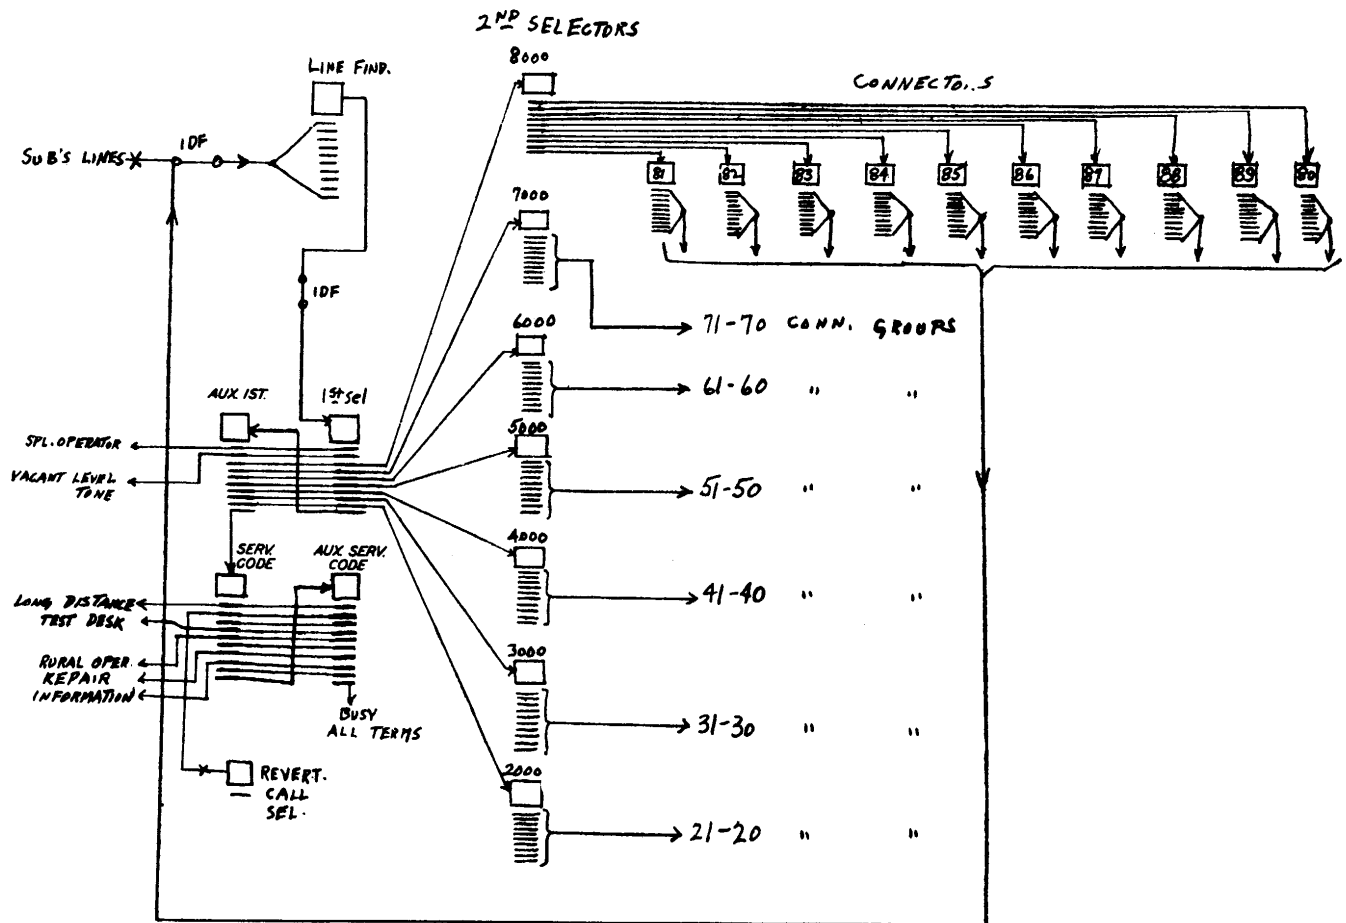 2ND SELECTORS
8000
LINE FIND.
CONNECTO..S
IDF
SUB'S LINES
81 82 83 84 85 86 87 88 89 80
7000
IDF
71-70 CONN. GROUPS
6000
61-60 " "
AUX 1ST.
1st Sel
5000
SPL. OPERATOR
VACANT LEVEL
TONE
51-50 " "
4000
SERV.
CODE
AUX SERV.
CODE
41-40 " "
LONG DISTANCE
TEST DESK
3000
RURAL OPER.
REPAIR
INFORMATION
BUSY
ALL TERMS
31-30 " "
2000
REVERT.
CALL
SEL.
21-20 " "